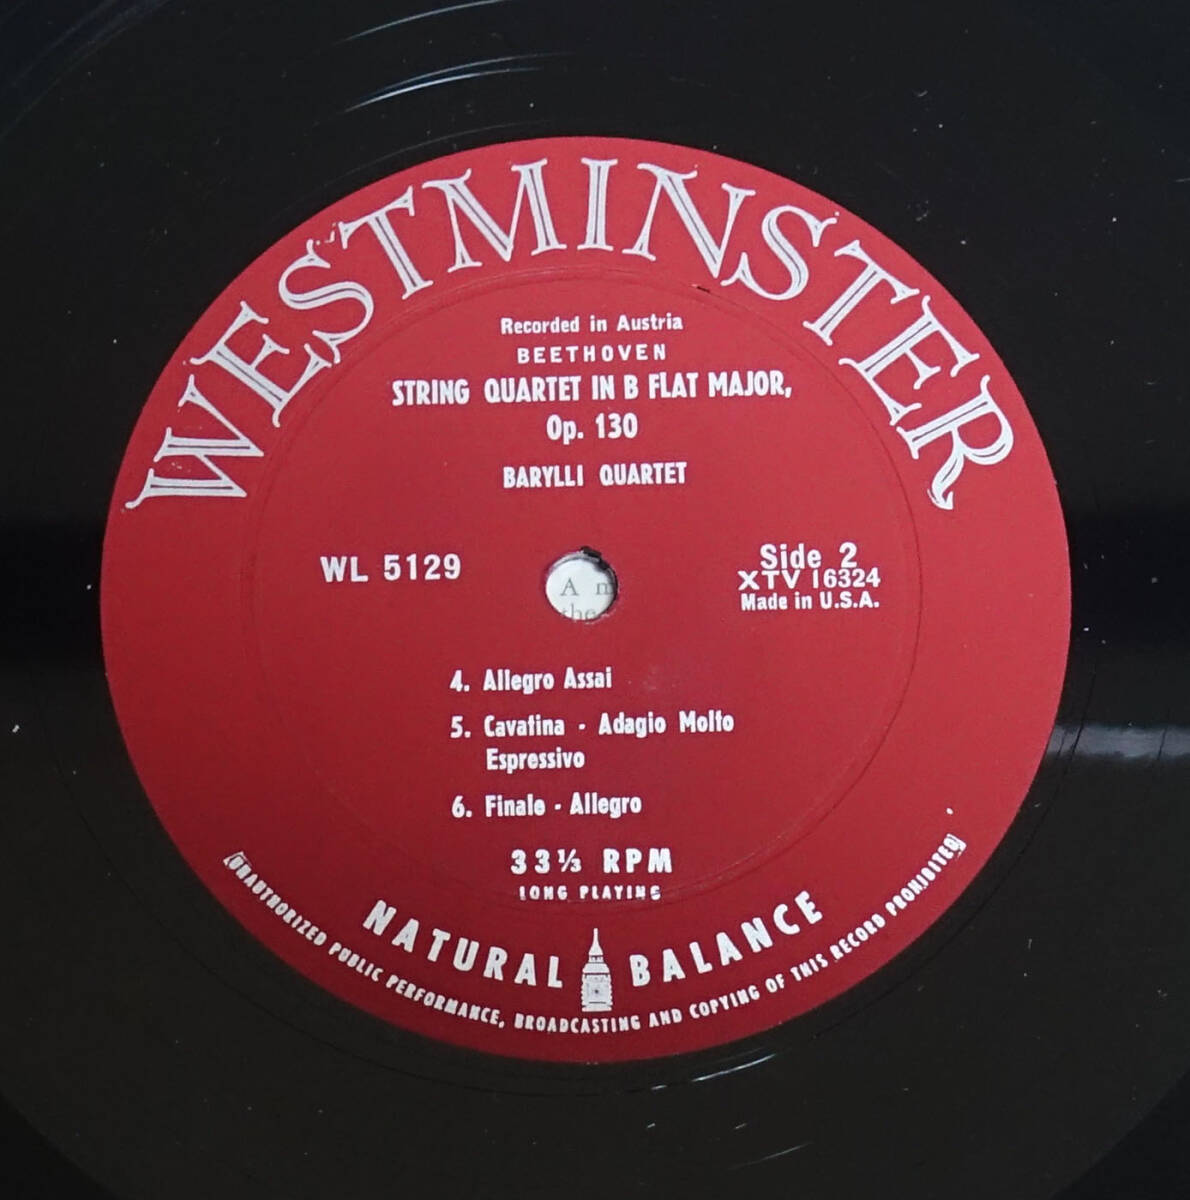 WESTMINSTER
Recorded in Austria
BEETHOVEN
STRING QUARTET IN B FLAT MAJOR,
Op. 130
BARYLLI QUARTET
WL 5129
Side 2
XTV 16324
Made in U.S.A.
A
the
4. Allegro Assai
5. Cavatina - Adagio Molto
Espressivo
6. Finale - Allegro
33⅓ RPM
LONG PLAYING
NATURAL BALANCE
[UNAUTHORIZED PUBLIC PERFORMANCE, BROADCASTING AND COPYING OF THIS RECORD PROHIBITED]